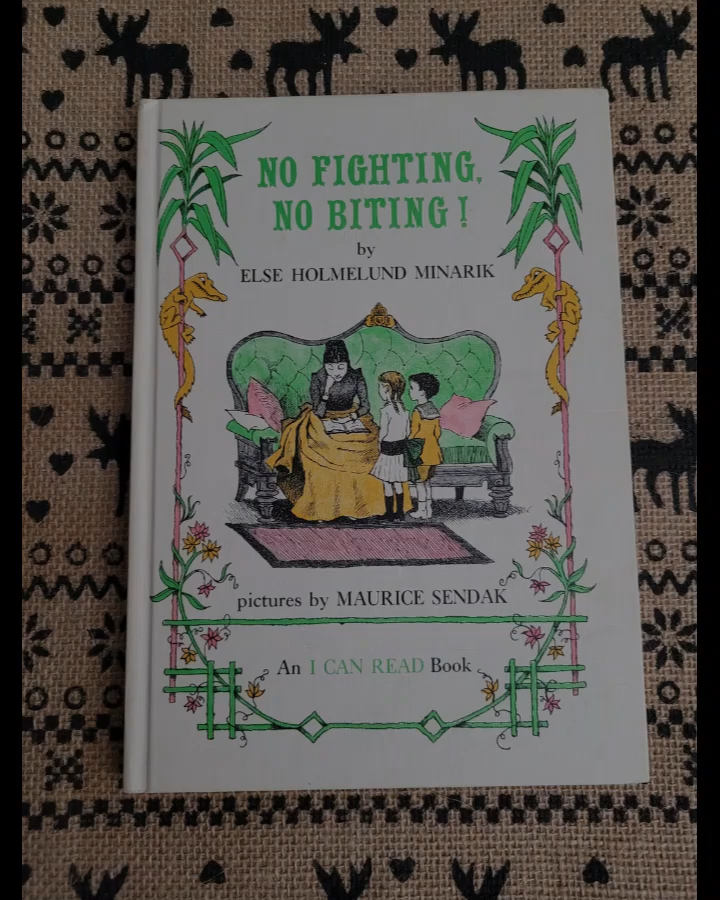 NO FIGHTING,
NO BITING!
by
ELSE HOLMELUND MINARIK
pictures by MAURICE SENDAK
An I CAN READ Book